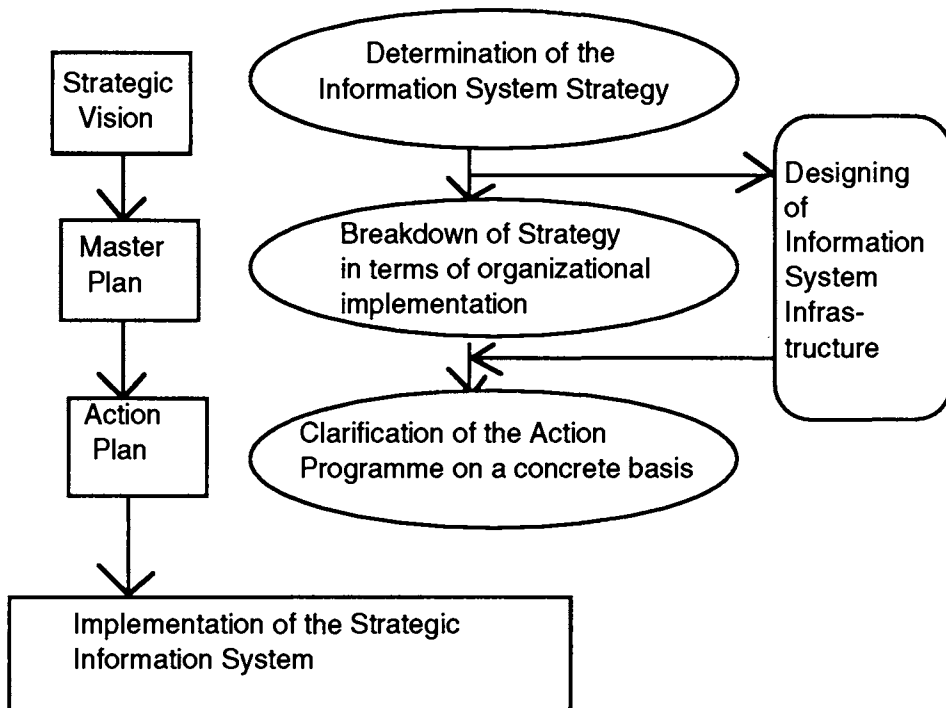 Strategic
Vision
Determination of the
Information System Strategy
Master
Plan
Breakdown of Strategy
in terms of organizational
implementation
Designing
of
Information
System
Infras-
tructure
Action
Plan
Clarification of the Action
Programme on a concrete basis
Implementation of the Strategic
Information System